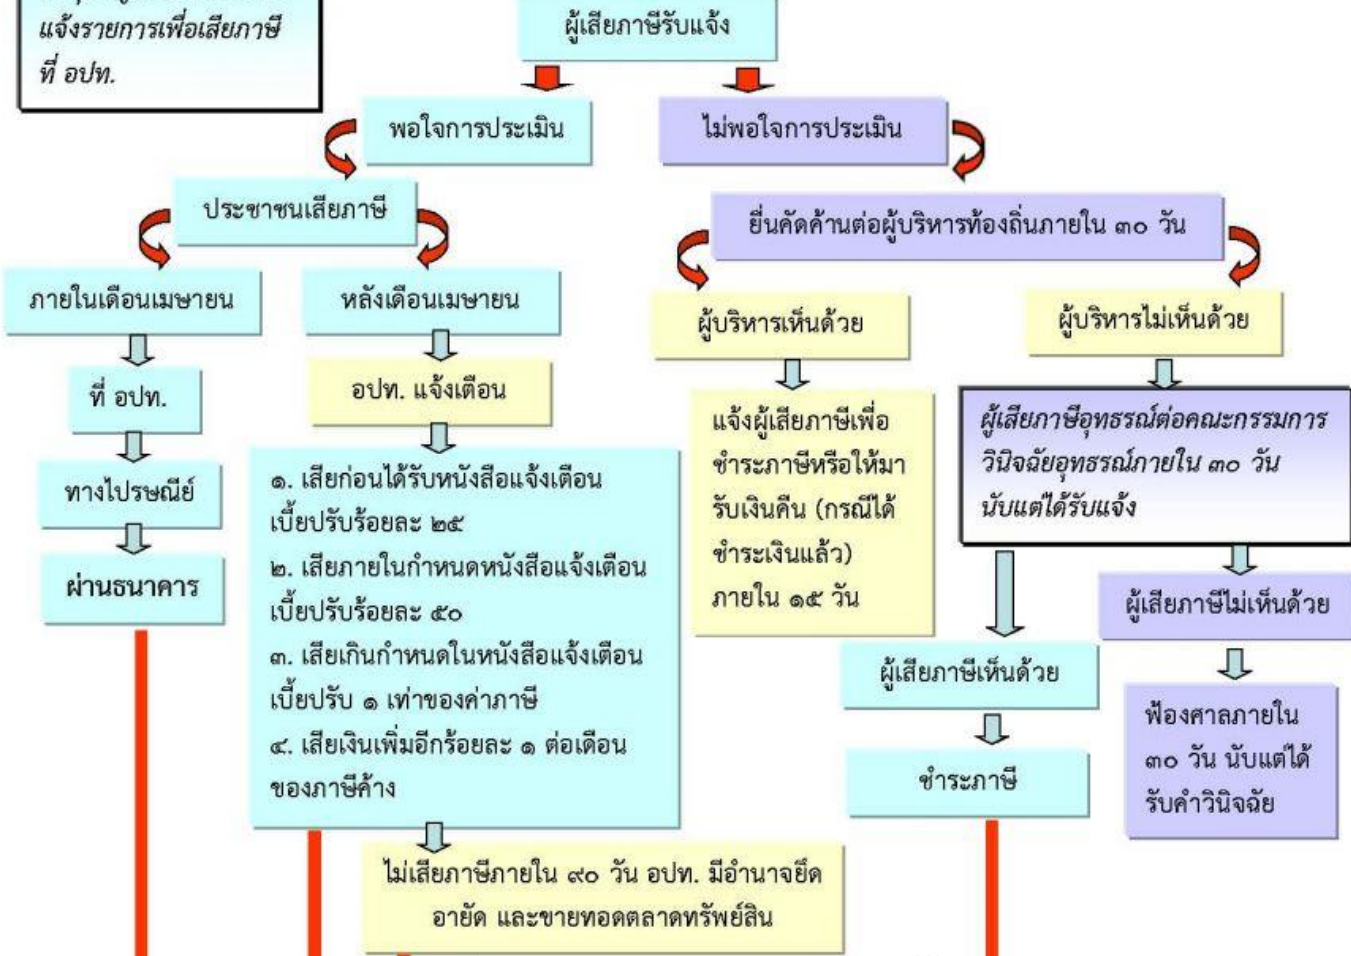 แจ้งรายการเพื่อเสียภาษี
ที่ อปท.
ผู้เสียภาษีรับแจ้ง
พอใจการประเมิน
ไม่พอใจการประเมิน
ประชาชนเสียภาษี
ยื่นคัดค้านต่อผู้บริหารท้องถิ่นภายใน ๓๐ วัน
ภายในเดือนเมษายน
หลังเดือนเมษายน
ผู้บริหารเห็นด้วย
ผู้บริหารไม่เห็นด้วย
ที่ อปท.
ทางไปรษณีย์
ผ่านธนาคาร
อปท. แจ้งเตือน
๑. เสียก่อนได้รับหนังสือแจ้งเตือน
เบี้ยปรับร้อยละ ๒๕
๒. เสียภายในกำหนดหนังสือแจ้งเตือน
เบี้ยปรับร้อยละ ๕๐
๓. เสียเกินกำหนดในหนังสือแจ้งเตือน
เบี้ยปรับ ๑ เท่าของค่าภาษี
๔. เสียเงินเพิ่มอีกร้อยละ ๑ ต่อเดือน
ของภาษีค้าง
ไม่เสียภาษีภายใน ๙๐ วัน อปท. มีอำนาจยึด
อายัด และขายทอดตลาดทรัพย์สิน
แจ้งผู้เสียภาษีเพื่อ
ชำระภาษีหรือให้มา
รับเงินคืน (กรณีได้
ชำระเงินแล้ว)
ภายใน ๑๕ วัน
ผู้เสียภาษีอุทธรณ์ต่อคณะกรรมการ
วินิจฉัยอุทธรณ์ภายใน ๓๐ วัน
นับแต่ได้รับแจ้ง
ผู้เสียภาษีเห็นด้วย
ชำระภาษี
ผู้เสียภาษีไม่เห็นด้วย
ฟ้องศาลภายใน
๓๐ วัน นับแต่ได้
รับคำวินิจฉัย